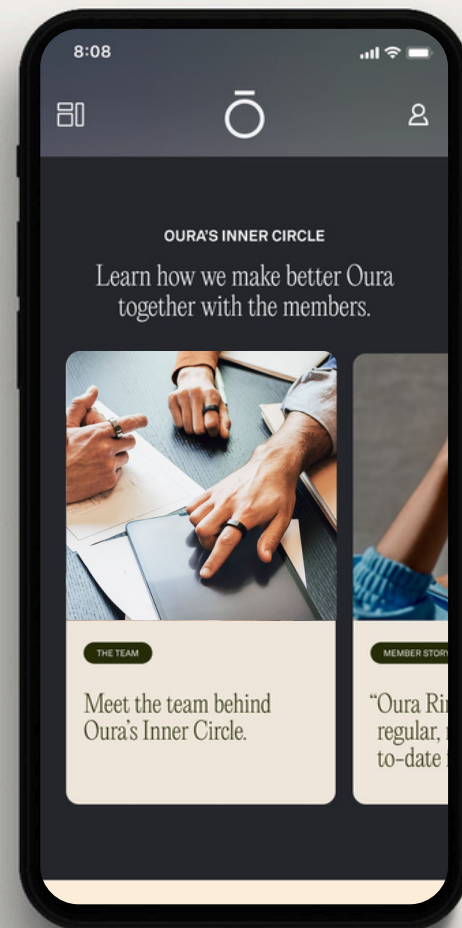 8:08
OURA'S INNER CIRCLE
Learn how we make better Oura
together with the members.
THE TEAM
Meet the team behind
Oura's Inner Circle.
MEMBER STORY
“Oura
regular,
to-date